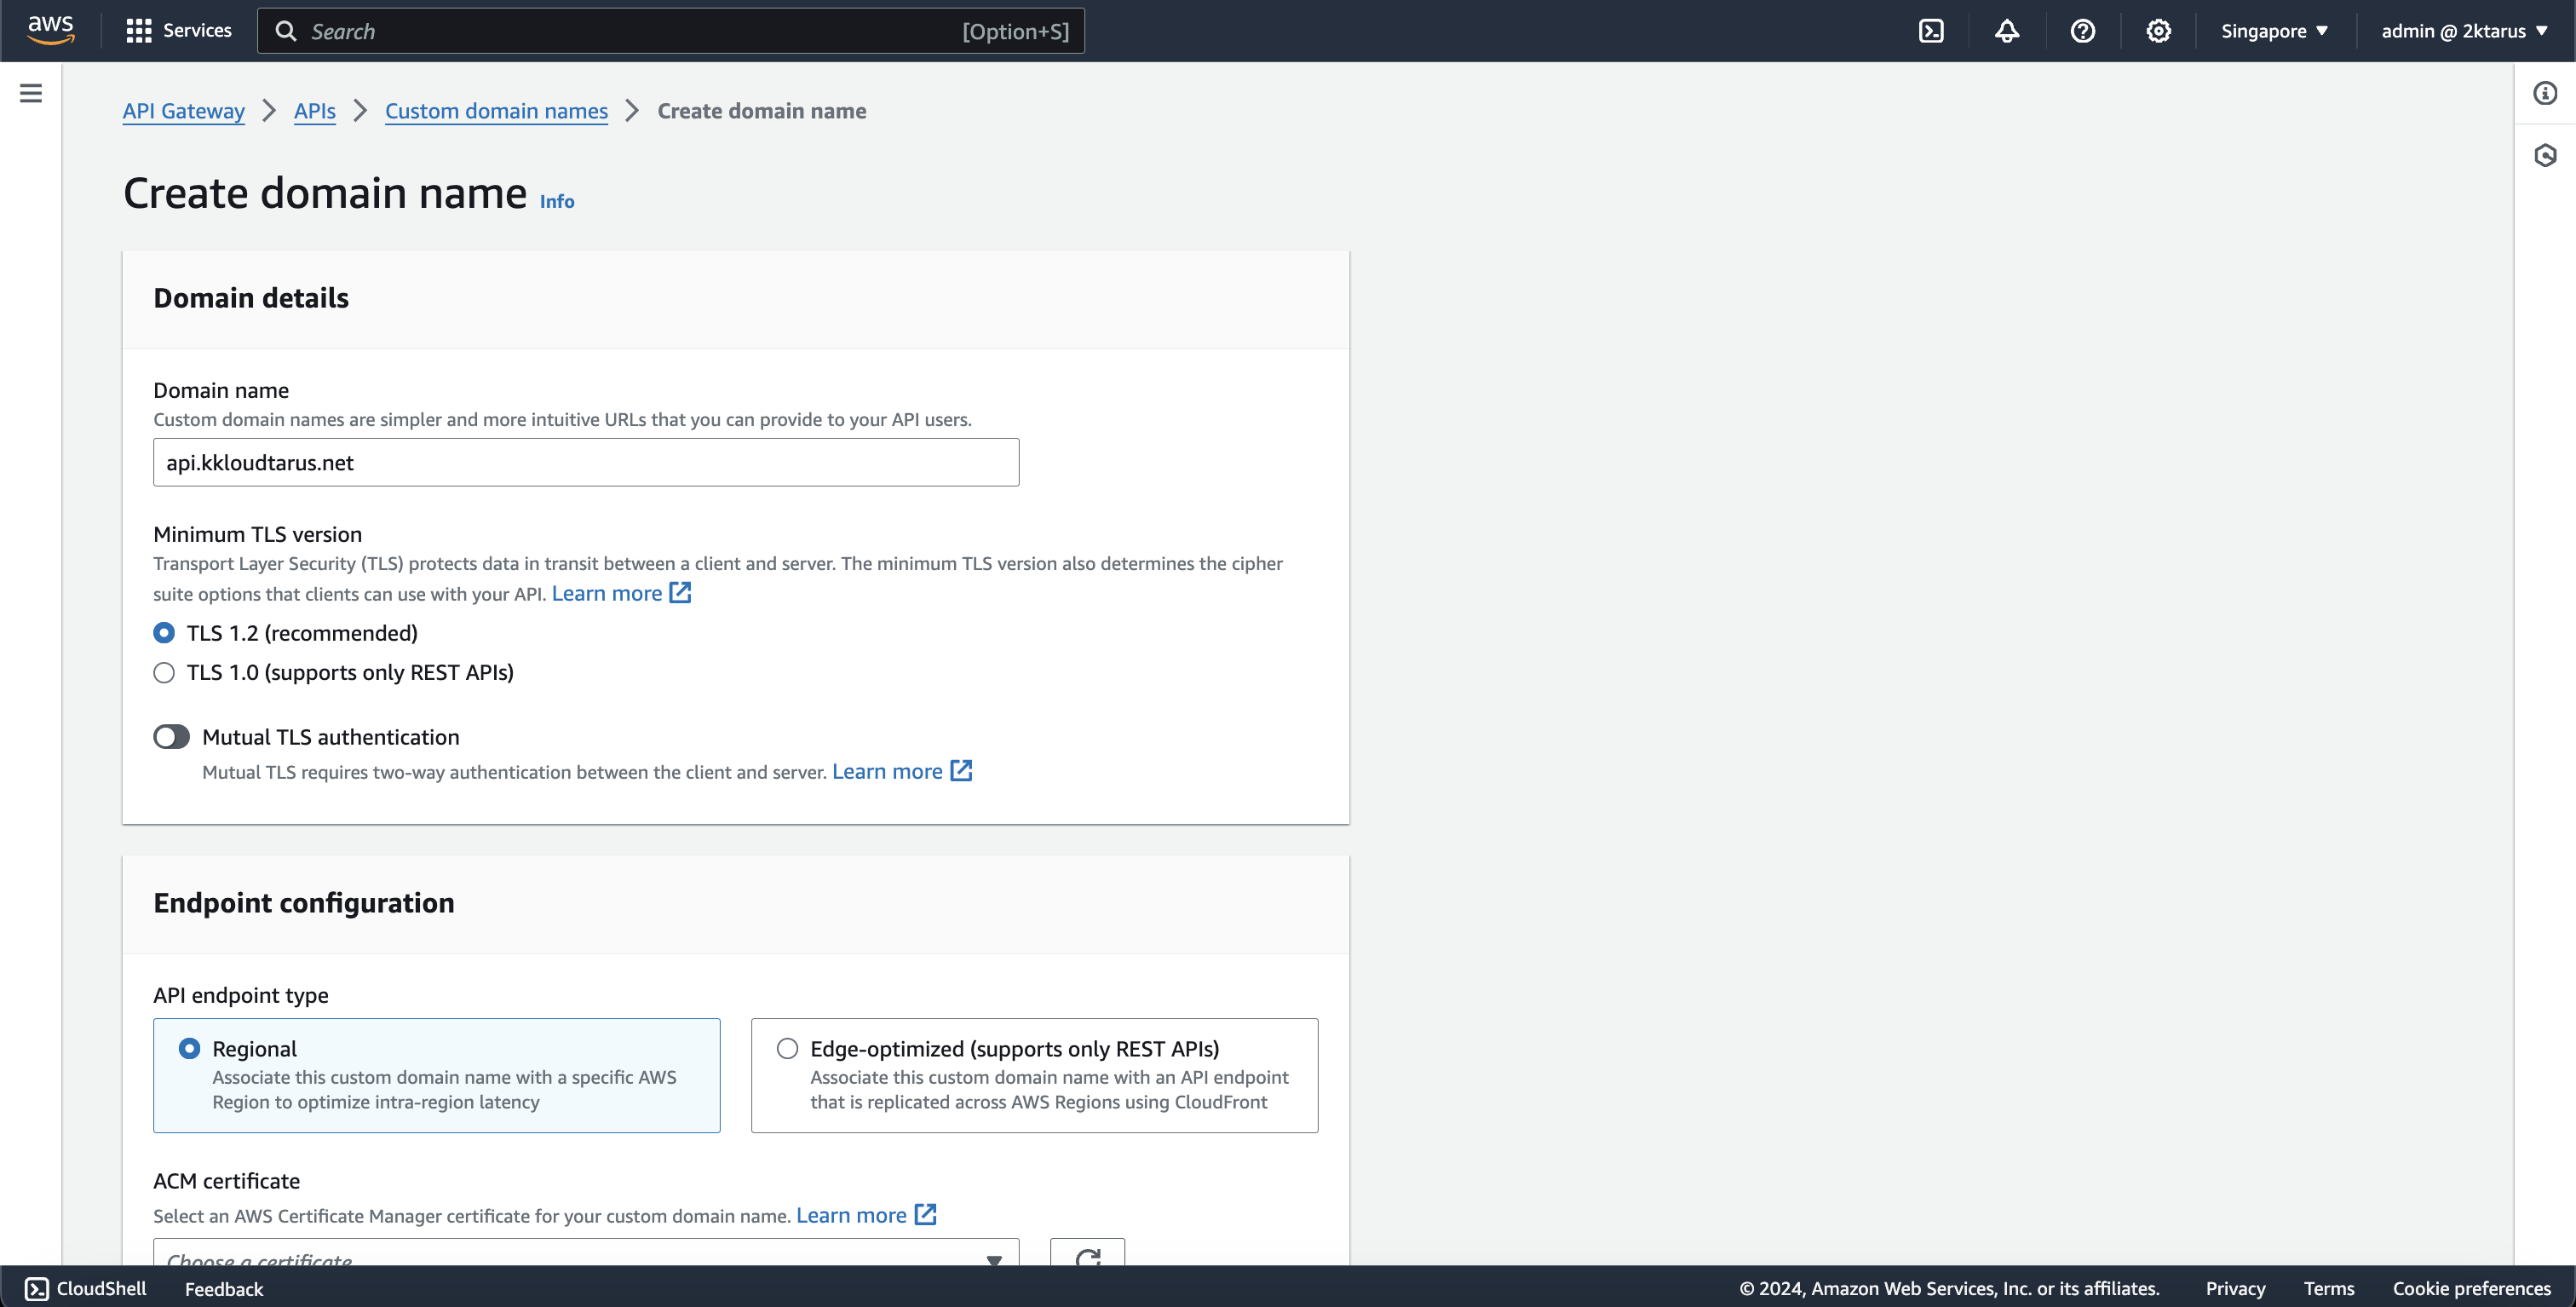 aws Services Search [Option+S] Singapore admin @ 2ktarus
API Gateway APIs Custom domain names Create domain name
Create domain name Info
Domain details
Domain name
Custom domain names are simpler and more intuitive URLs that you can provide to your API users.
api.kkloudtarus.net
Minimum TLS version
Transport Layer Security (TLS) protects data in transit between a client and server. The minimum TLS version also determines the cipher
suite options that clients can use with your API. Learn more
TLS 1.2 (recommended)
TLS 1.0 (supports only REST APIs)
Mutual TLS authentication
Mutual TLS requires two-way authentication between the client and server. Learn more
Endpoint configuration
API endpoint type
Regional
Associate this custom domain name with a specific AWS
Region to optimize intra-region latency
Edge-optimized (supports only REST APIs)
Associate this custom domain name with an API endpoint
that is replicated across AWS Regions using CloudFront
ACM certificate
Select an AWS Certificate Manager certificate for your custom domain name. Learn more
Choose a certificate
CloudShell Feedback © 2024, Amazon Web Services, Inc. or its affiliates. Privacy Terms Cookie preferences